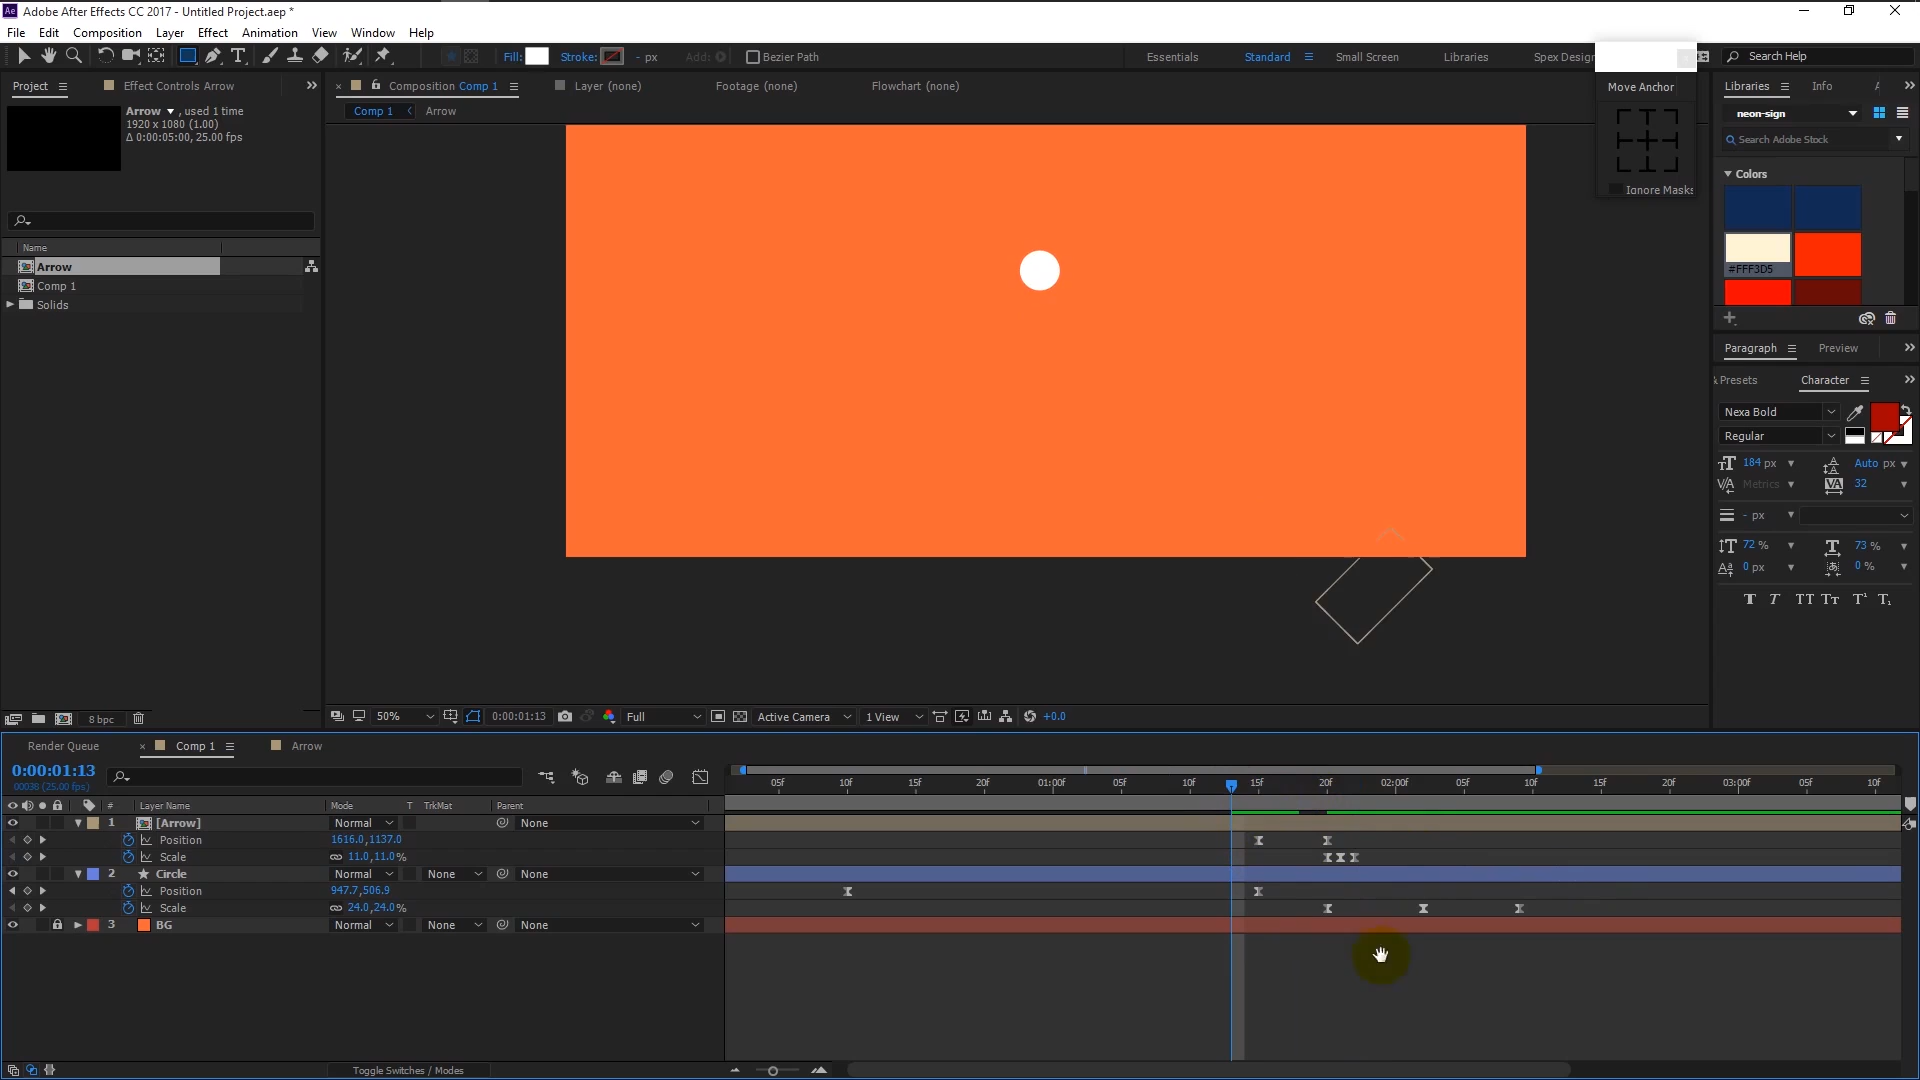 Adobe After Effects CC 2017 - Untitled Project.aep *
File Edit Composition Layer Effect Animation View Window Help
Fill: Stroke: - px Add: Bezier Path Essentials Standard Small Screen Libraries Spex Design Search Help
Project Effect Controls Arrow Composition Comp 1 Layer (none) Footage (none) Flowchart (none)
Comp 1 Arrow
Arrow , used 1 time
1920 x 1080 (1.00)
Δ 0:00:05:00, 25.00 fps
Name
Arrow
Comp 1
Solids
8 bpc
Move Anchor
Ignore Masks
Libraries Info
neon-sign
Search Adobe Stock
Colors
#FFF3D5
Paragraph Preview
Presets Character
Nexa Bold
Regular
184 px Auto px
Metrics 32
- px
72 % 73 %
0 px 0 %
T T TT Tт T¹ T₁
50% 0:00:01:13 Full Active Camera 1 View +0.0
Render Queue Comp 1 Arrow
0:00:01:13
00038 (25.00 fps)
05f 10f 15f 20f 01:00f 05f 10f 15f 20f 02:00f 05f 10f 15f 20f 03:00f 05f 10f
# Layer Name Mode T TrkMat Parent
1 [Arrow] Normal None
Position 1616.0,1137.0
Scale 11.0,11.0%
2 Circle Normal None None
Position 947.7,506.9
Scale 24.0,24.0%
3 BG Normal None None
Toggle Switches / Modes